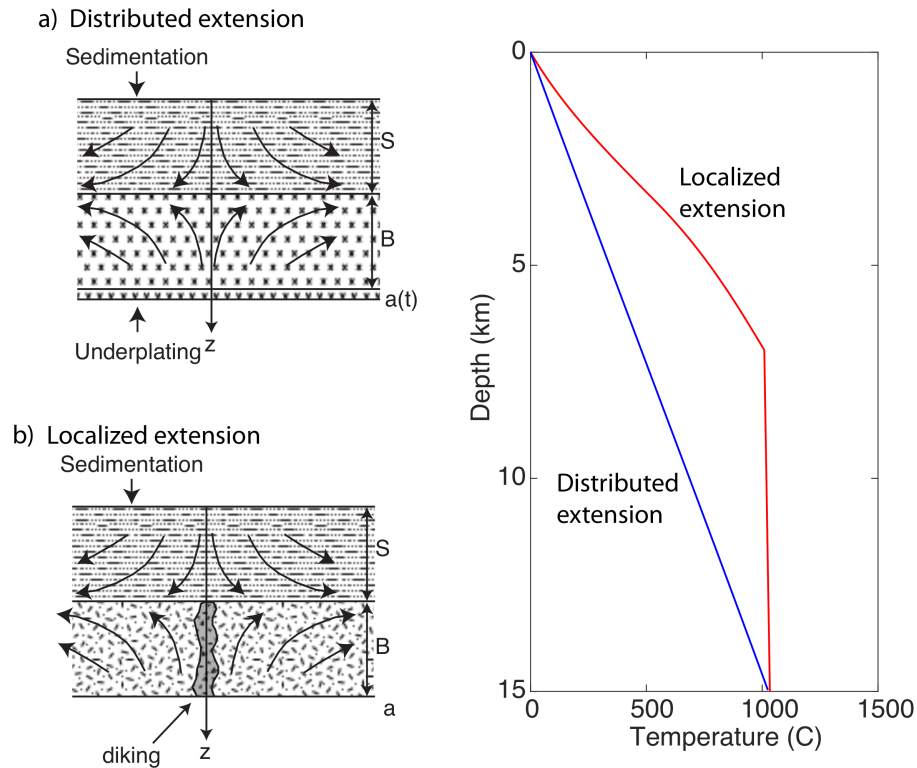 a) Distributed extension
Sedimentation
S
B
a(t)
Underplating
z
b) Localized extension
Sedimentation
S
B
a
diking
z
0
5
10
15
Depth (km)
Localized
extension
Distributed
extension
0
500
1000
1500
Temperature (C)